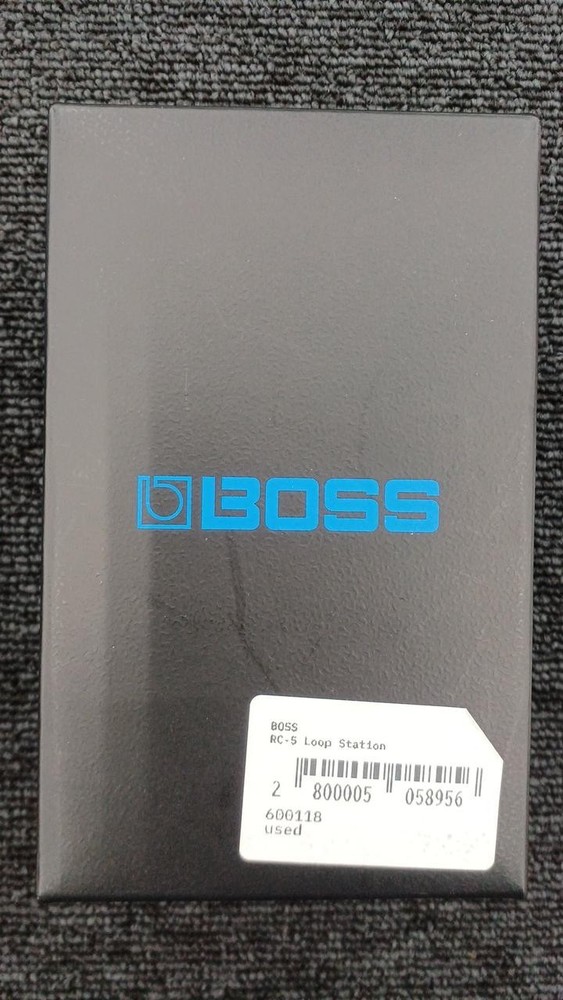 BOSS
BOSS
RC-5 Loop Station
2 800005 058956
600118
used